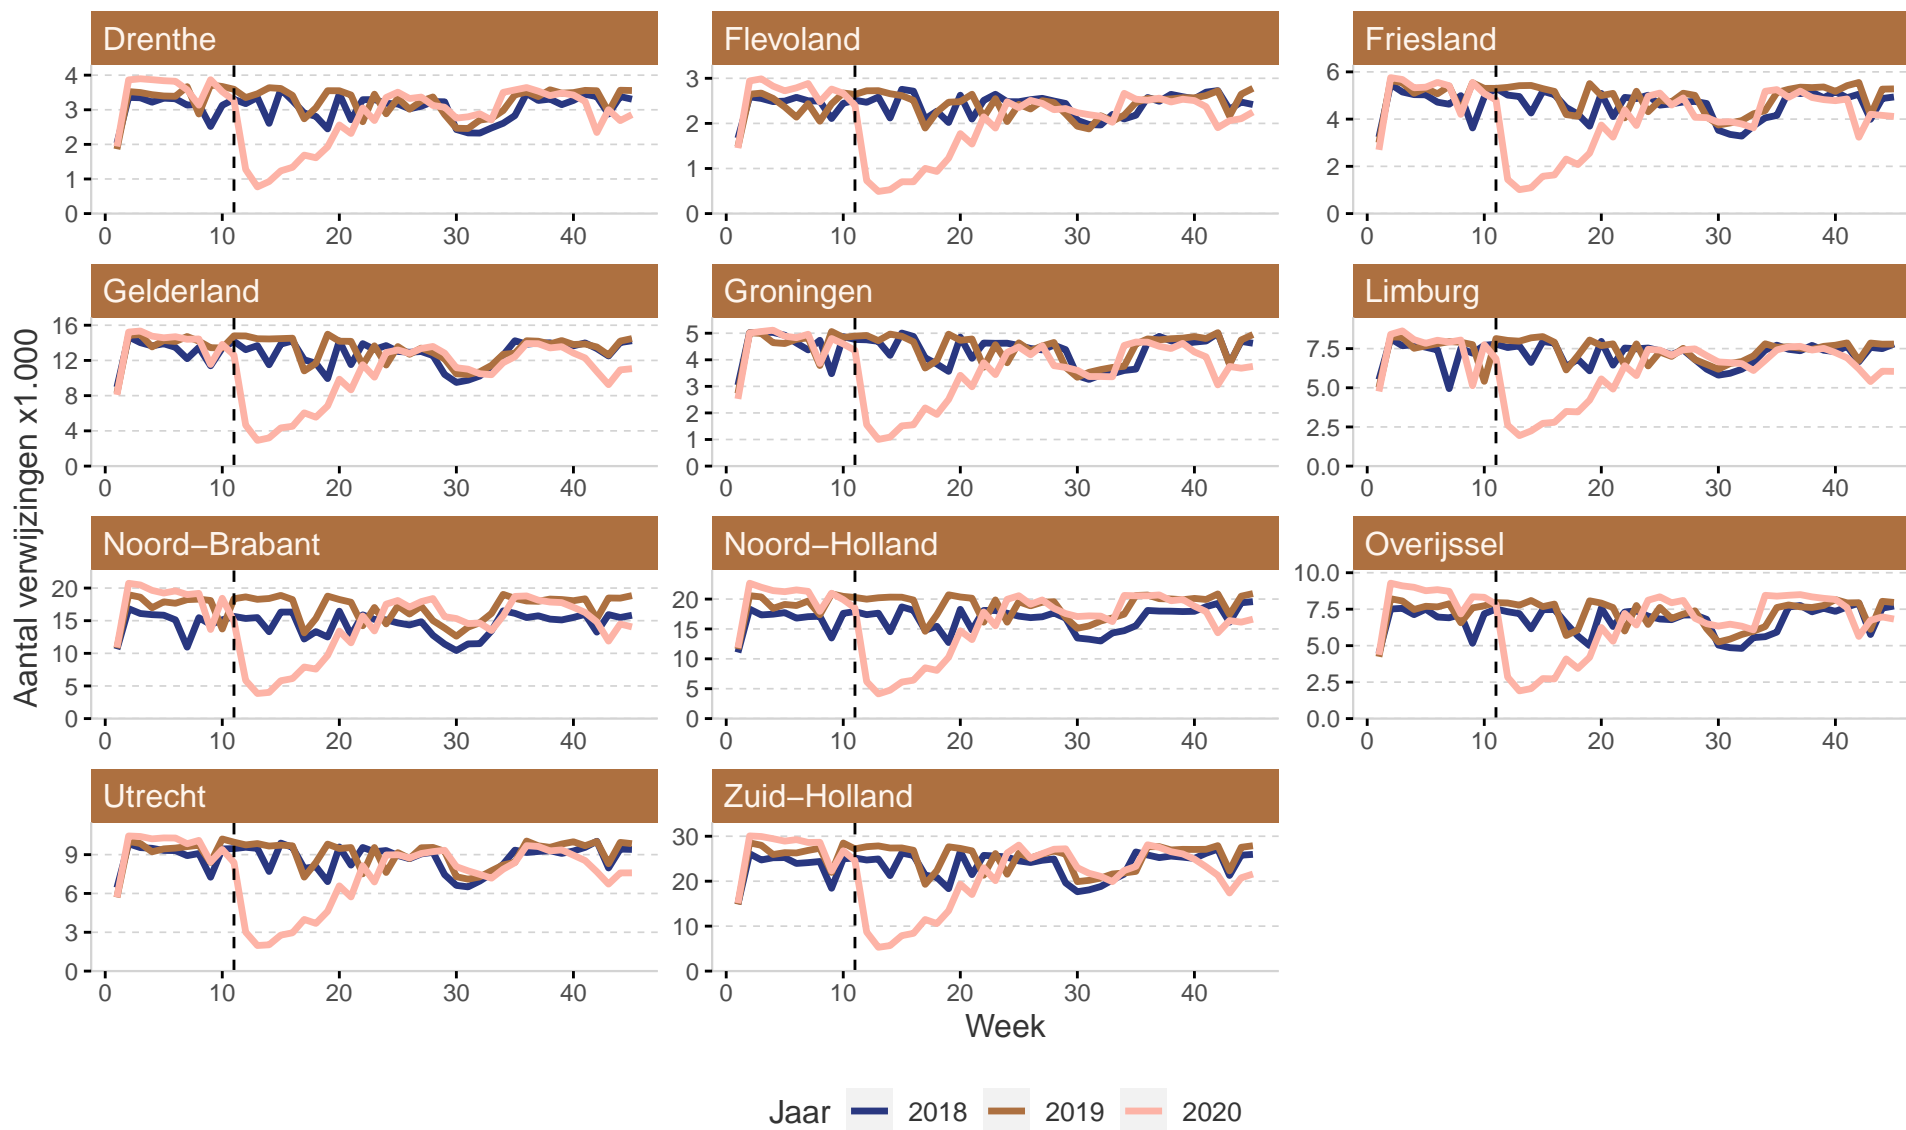 Drenthe
Flevoland
Friesland
4
3
2
1
0
0 10 20 30 40
3
2
1
0
0 10 20 30 40
6
4
2
0
0 10 20 30 40
Gelderland
Groningen
Limburg
16
12
8
4
0
0 10 20 30 40
5
4
3
2
1
0
0 10 20 30 40
7.5
5.0
2.5
0.0
0 10 20 30 40
Aantal verwijzingen x1.000
Noord−Brabant
Noord−Holland
Overijssel
20
15
10
5
0
0 10 20 30 40
20
15
10
5
0
0 10 20 30 40
10.0
7.5
5.0
2.5
0.0
0 10 20 30 40
Utrecht
Zuid−Holland
9
6
3
0
0 10 20 30 40
30
20
10
0
0 10 20 30 40
Week
Jaar 2018 2019 2020